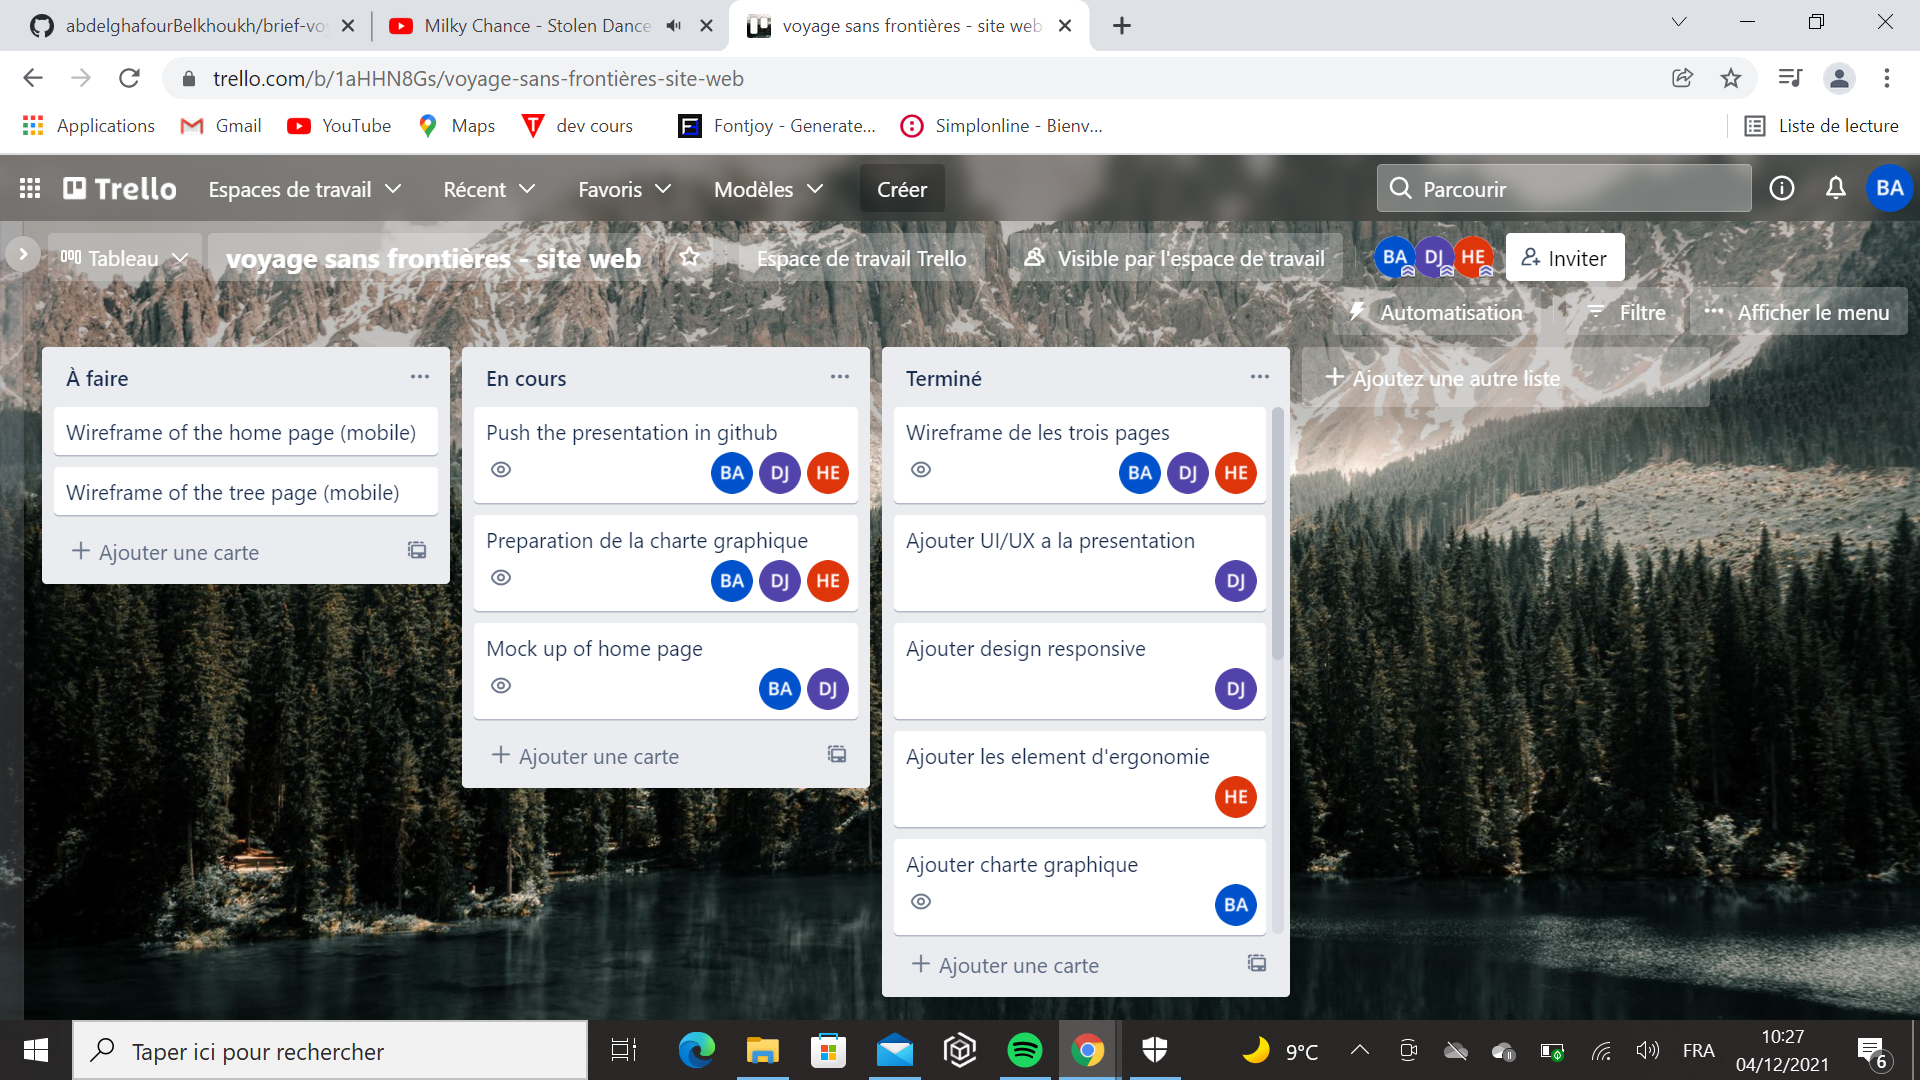 abdelghafourBelkhoukh/brief-vo
Milky Chance - Stolen Dance
voyage sans frontières - site web
trello.com/b/1aHHN8Gs/voyage-sans-frontières-site-web
Applications
Gmail
YouTube
Maps
dev cours
Fontjoy - Generate...
Simplonline - Bienv...
Liste de lecture
Trello
Espaces de travail
Récent
Favoris
Modèles
Créer
Parcourir
BA
Tableau
voyage sans frontières - site web
Espace de travail Trello
Visible par l'espace de travail
BA
DJ
HE
Inviter
Automatisation
Filtre
Afficher le menu
À faire
Wireframe of the home page (mobile)
Wireframe of the tree page (mobile)
Ajouter une carte
En cours
Push the presentation in github
BA DJ HE
Preparation de la charte graphique
BA DJ HE
Mock up of home page
BA DJ
Ajouter une carte
Terminé
Wireframe de les trois pages
BA DJ HE
Ajouter UI/UX a la presentation
DJ
Ajouter design responsive
DJ
Ajouter les element d'ergonomie
HE
Ajouter charte graphique
BA
Ajouter une carte
Ajoutez une autre liste
Taper ici pour rechercher
9°C
FRA
10:27
04/12/2021
6